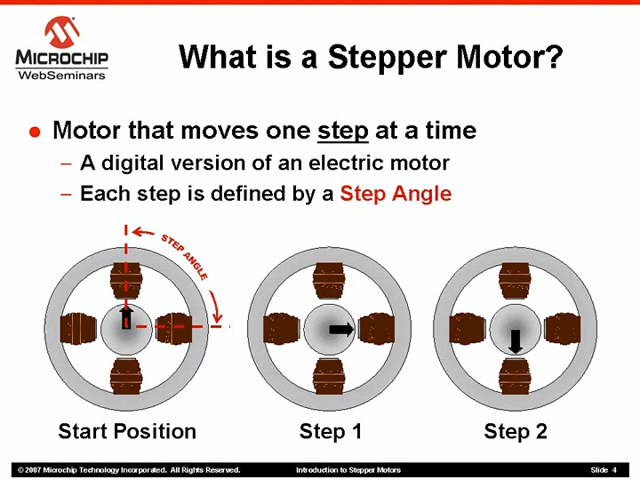 MICROCHIP
WebSeminars
What is a Stepper Motor?
● Motor that moves one step at a time
– A digital version of an electric motor
– Each step is defined by a Step Angle
STEP ANGLE
Start Position
Step 1
Step 2
© 2007 Microchip Technology Incorporated. All Rights Reserved.
Introduction to Stepper Motors
Slide 4